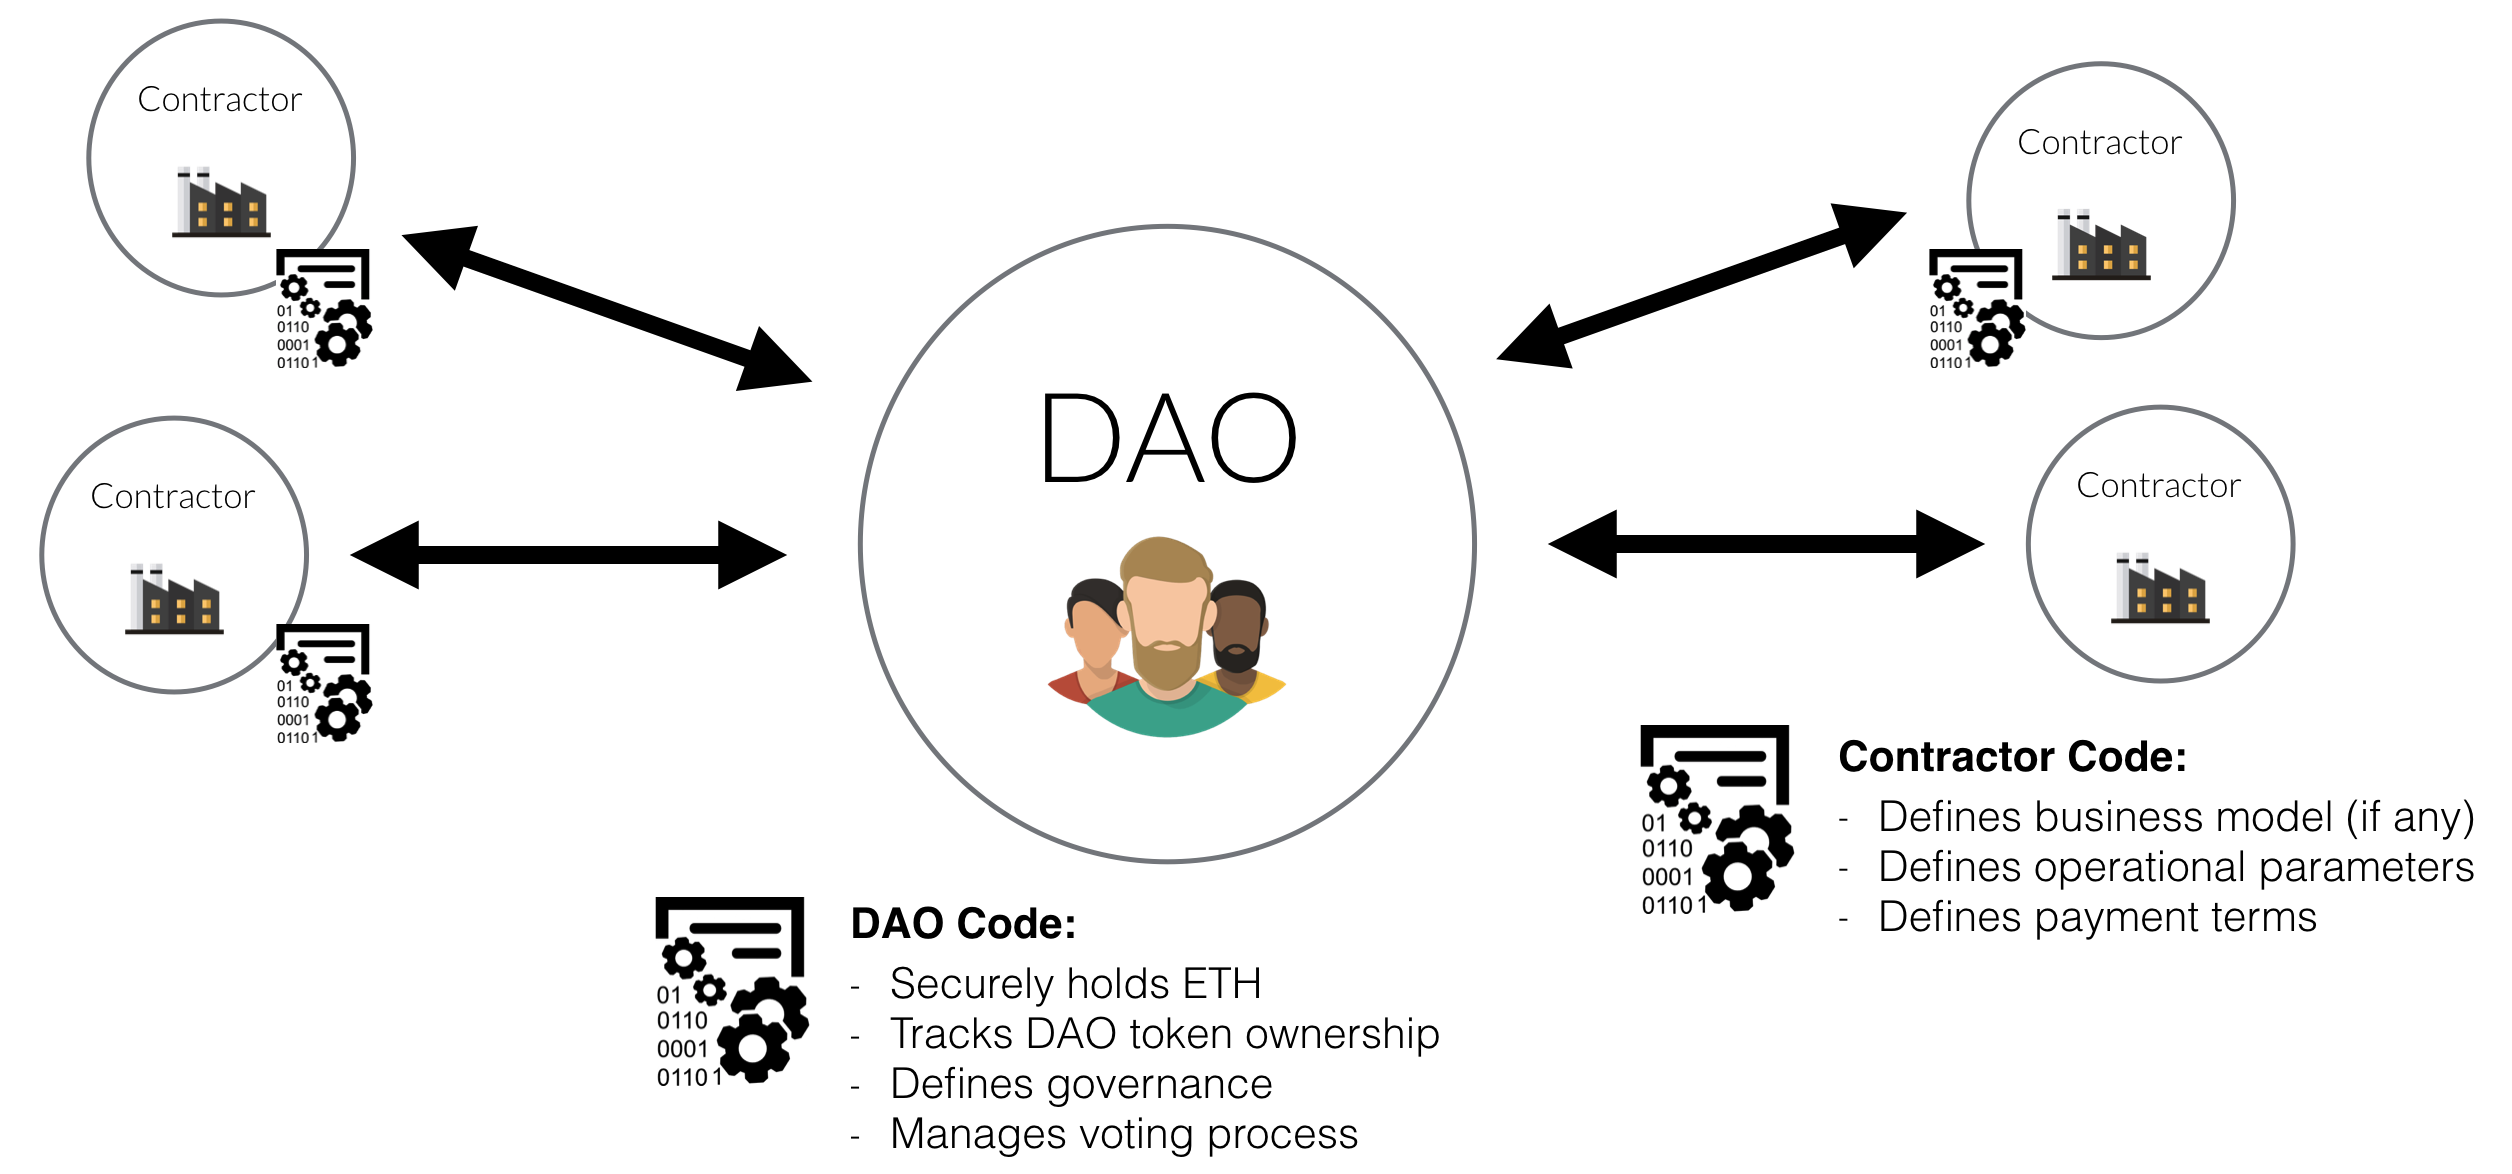 Contractor
01
0110
0001
01101
Contractor
01
0110
0001
01101
DAO
Contractor
01
0110
0001
01101
Contractor
01
0110
0001
01101
Contractor Code:
- Defines business model (if any)
- Defines operational parameters
- Defines payment terms
01
0110
0001
01101
DAO Code:
- Securely holds ETH
- Tracks DAO token ownership
- Defines governance
- Manages voting process